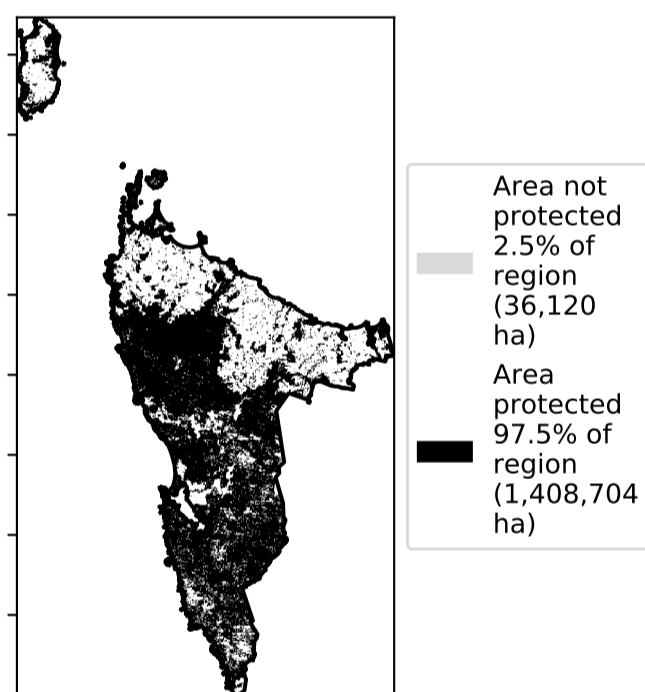 Area not
protected
2.5% of
region
(36,120
ha)
Area
protected
97.5% of
region
(1,408,704
ha)